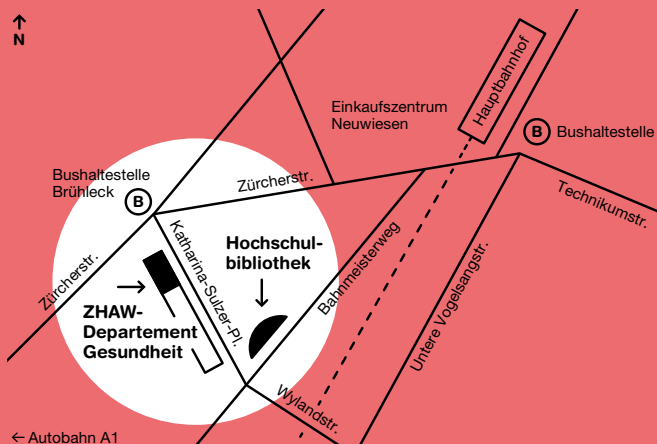 N
Hauptbahnhof
Einkaufszentrum
Neuwiesen
B
Bushaltestelle
Bushaltestelle
Brühleck
B
Zürcherstr.
Technikumstr.
Zürcherstr.
Katharina-Sulzer-Pl.
Hochschul-
bibliothek
Bahnmeisterweg
Untere Vogelsangstr.
ZHAW-
Departement
Gesundheit
Wylandstr.
← Autobahn A1